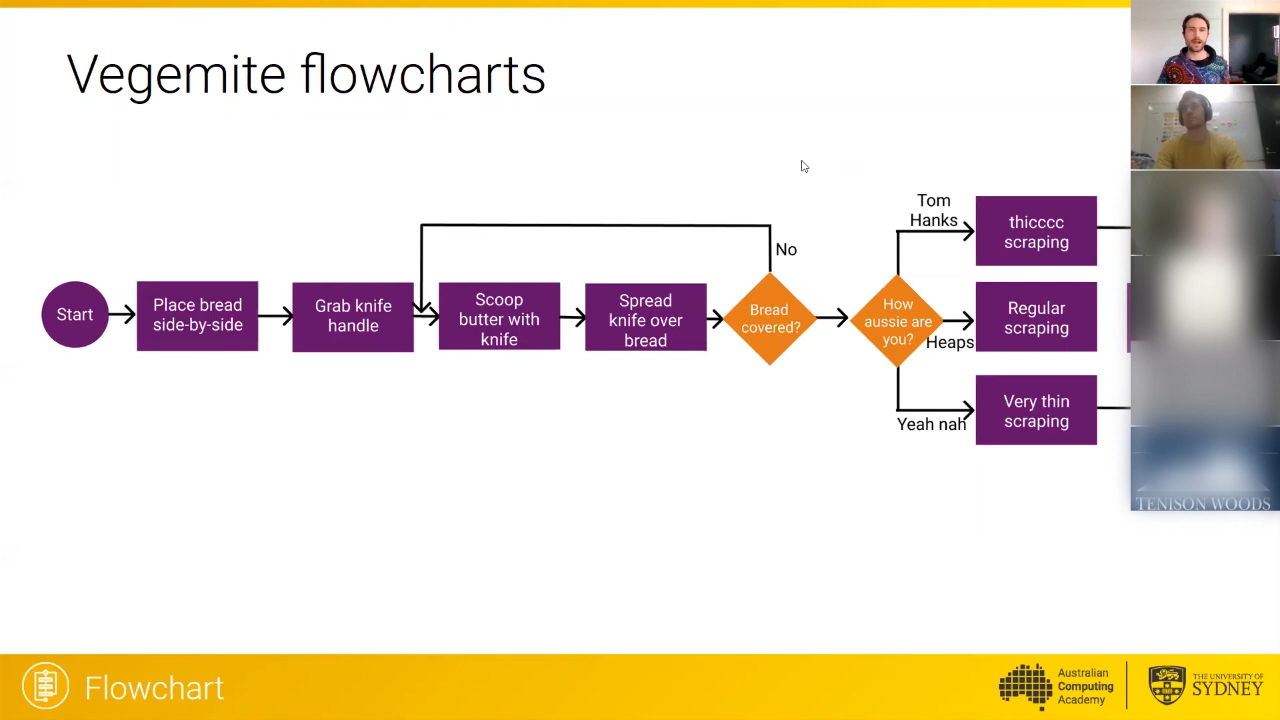 Vegemite flowcharts
Start
Place bread
side-by-side
Grab knife
handle
Scoop
butter with
knife
Spread
knife over
bread
Bread
covered?
No
How
aussie are
you?
Tom
Hanks
thicccc
scraping
Heaps
Regular
scraping
Yeah nah
Very thin
scraping
TENISON WOODS
Flowchart
Australian
Computing
Academy
THE UNIVERSITY OF
SYDNEY